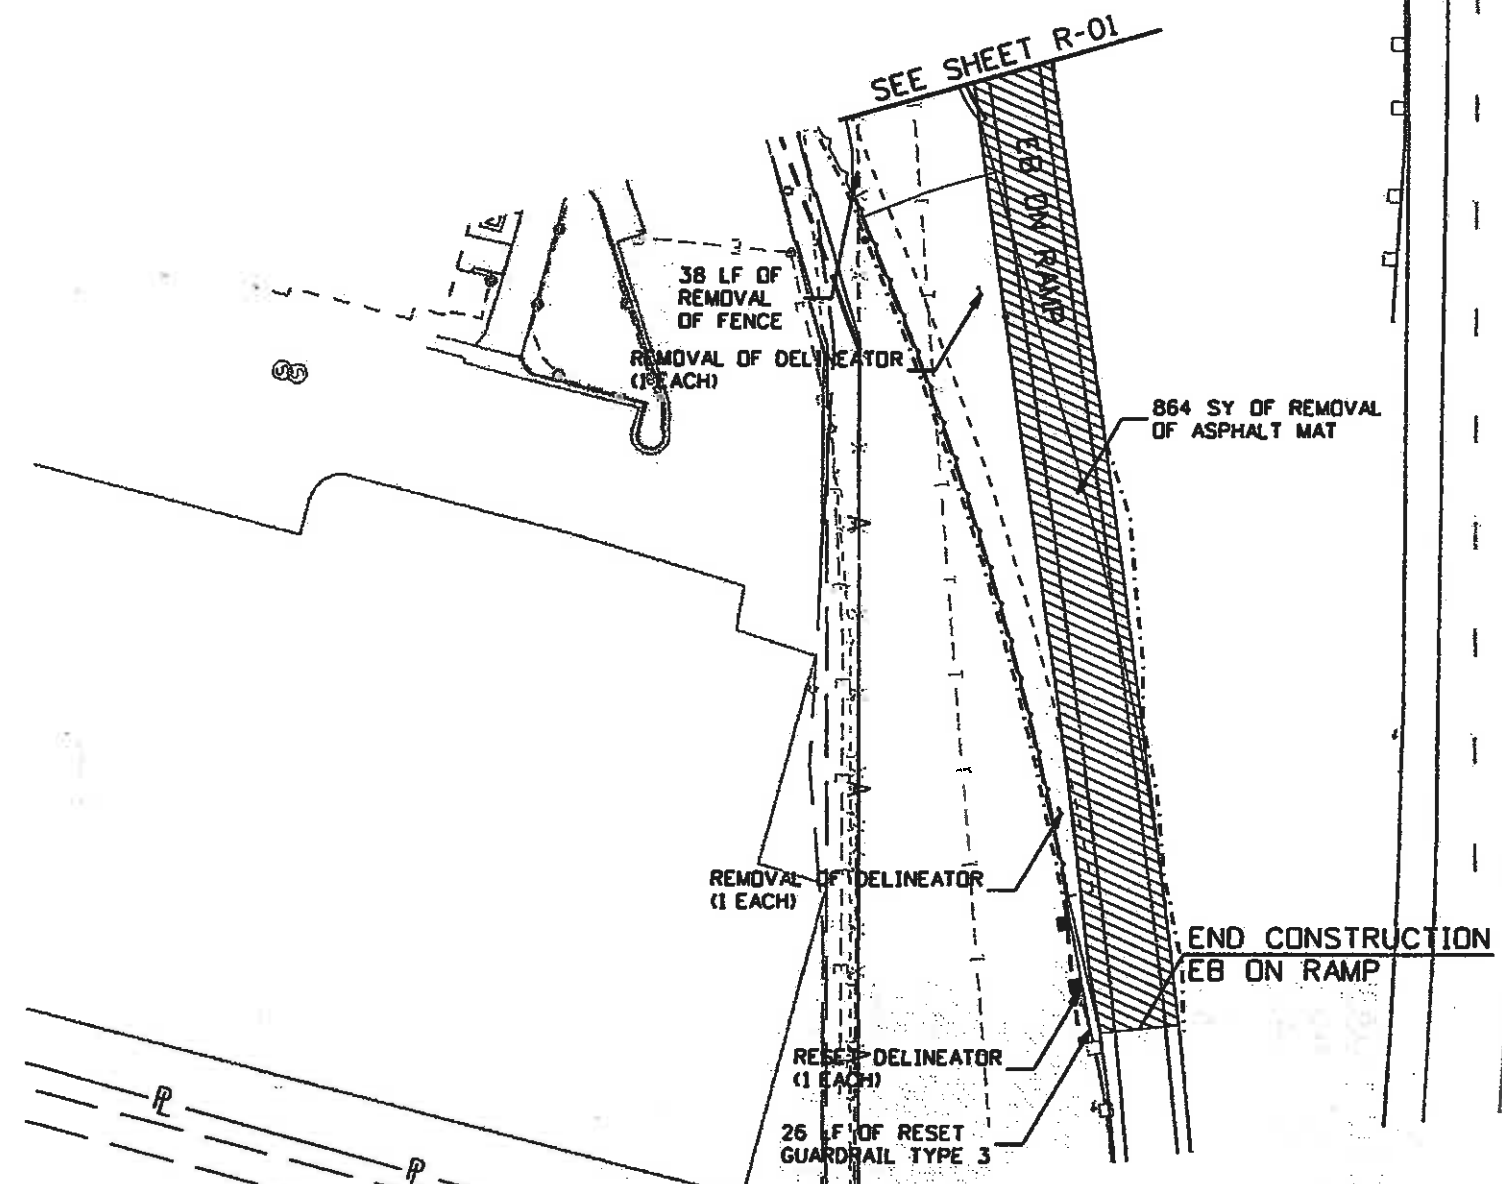 SEE SHEET R-01
EB ON RAMP
38 LF OF
REMOVAL
OF FENCE
REMOVAL OF DELINEATOR
(1 EACH)
864 SY OF REMOVAL
OF ASPHALT MAT
A
A
REMOVAL OF DELINEATOR
(1 EACH)
END CONSTRUCTION
EB ON RAMP
RESET DELINEATOR
(1 EACH)
26 LF OF RESET
GUARDRAIL TYPE 3
PL
PL